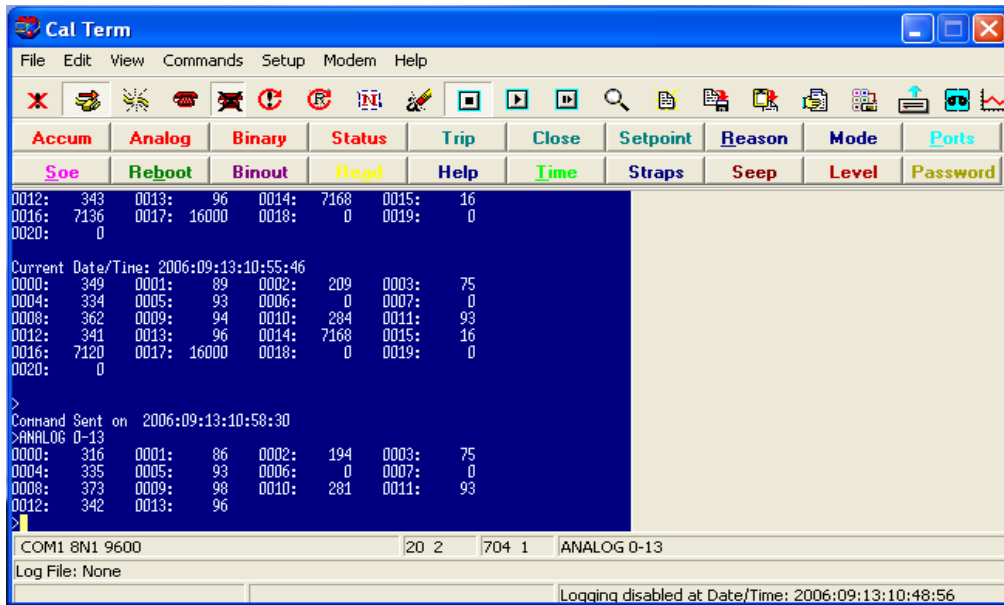 Cal Term
File Edit View Commands Setup Modem Help
Accum Analog Binary Status Trip Close Setpoint Reason Mode Ports
Soe Reboot Binout Read Help Time Straps Seep Level Password
0012: 343 0013: 96 0014: 7168 0015: 16
0016: 7136 0017: 16000 0018: 0 0019: 0
0020: 0
Current Date/Time: 2006:09:13:10:55:46
0000: 349 0001: 89 0002: 209 0003: 75
0004: 334 0005: 93 0006: 0 0007: 0
0008: 362 0009: 94 0010: 284 0011: 93
0012: 341 0013: 96 0014: 7168 0015: 16
0016: 7120 0017: 16000 0018: 0 0019: 0
0020: 0
>
Command Sent on 2006:09:13:10:58:30
>ANALOG 0-13
0000: 316 0001: 86 0002: 194 0003: 75
0004: 335 0005: 93 0006: 0 0007: 0
0008: 373 0009: 98 0010: 281 0011: 93
0012: 342 0013: 96
>
COM1 8N1 9600 20 2 704 1 ANALOG 0-13
Log File: None
Logging disabled at Date/Time: 2006:09:13:10:48:56